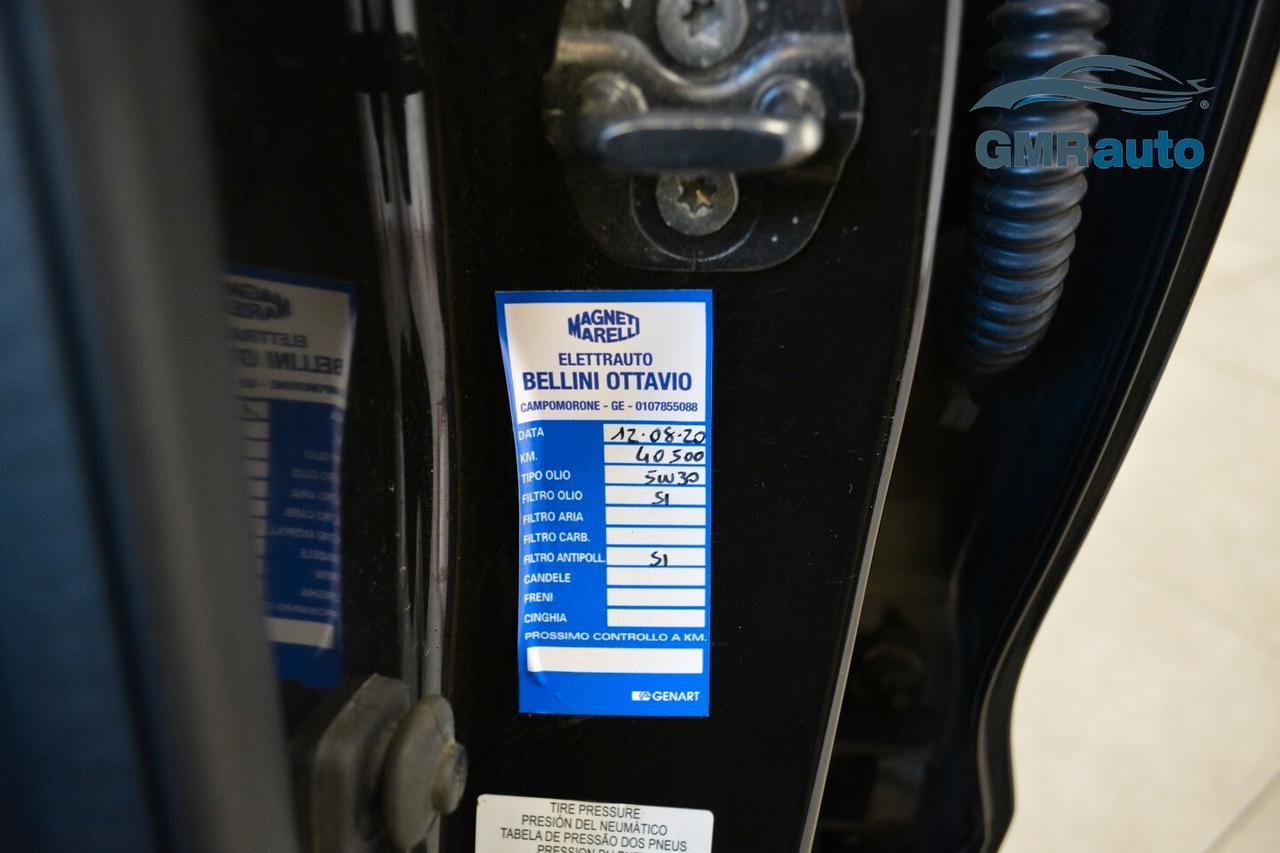 GMRauto
MAGNETI
MARELLI
ELETTRAUTO
BELLINI OTTAVIO
CAMPOMORONE - GE - 0107855088
DATA 12.08.20
KM. 40500
TIPO OLIO 5W30
FILTRO OLIO SI
FILTRO ARIA
FILTRO CARB.
FILTRO ANTIPOLL. SI
CANDELE
FRENI
CINGHIA
PROSSIMO CONTROLLO A KM.
GENART
TIRE PRESSURE
PRESIÓN DEL NEUMÁTICO
TABELA DE PRESSÃO DOS PNEUS